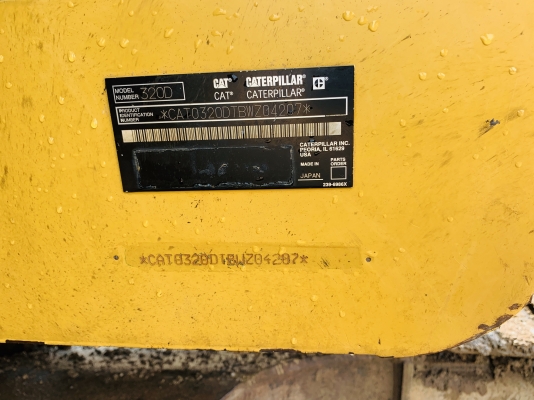 CAT® CATERPILLAR®
MODEL NUMBER 320D
CAT® CATERPILLAR®
PRODUCT IDENTIFICATION NUMBER *CAT0320DTBWZ04207*
CATERPILLAR INC.
PEORIA, IL 61629
USA
MADE IN JAPAN
PARTS ORDER
239-6986X
*CAT0320DTBWZ04207*